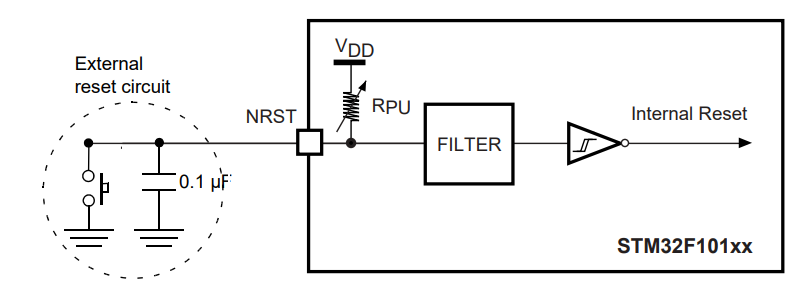 External
reset circuit
VDD
NRST
RPU
Internal Reset
FILTER
0.1 µF
STM32F101xx